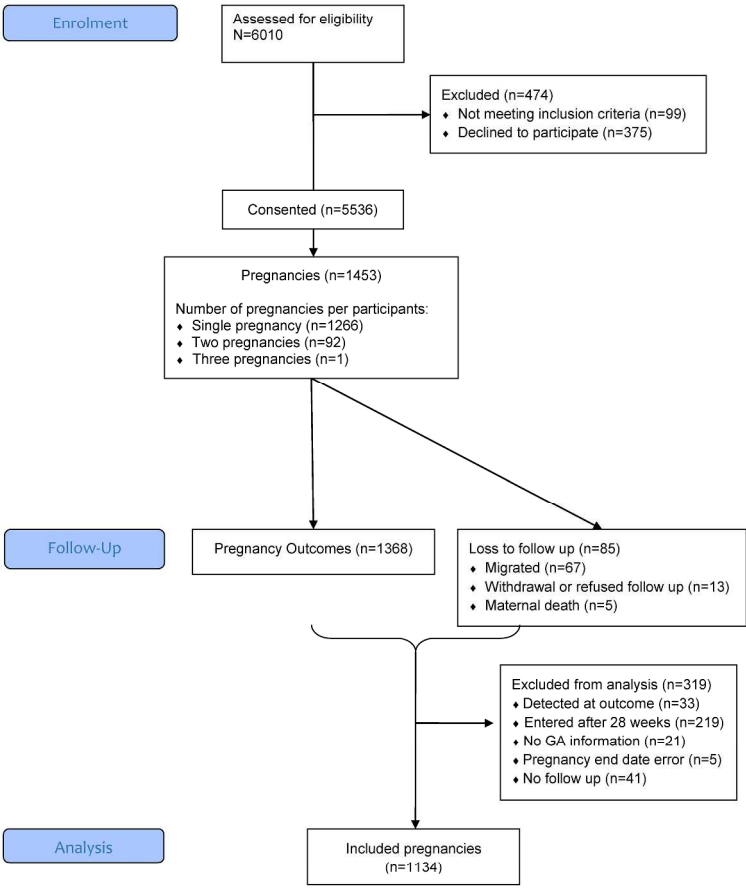 Enrolment
Assessed for eligibility
N=6010
Excluded (n=474)
♦ Not meeting inclusion criteria (n=99)
♦ Declined to participate (n=375)
Consented (n=5536)
Pregnancies (n=1453)
Number of pregnancies per participants:
♦ Single pregnancy (n=1266)
♦ Two pregnancies (n=92)
♦ Three pregnancies (n=1)
Follow-Up
Pregnancy Outcomes (n=1368)
Loss to follow up (n=85)
♦ Migrated (n=67)
♦ Withdrawal or refused follow up (n=13)
♦ Maternal death (n=5)
Excluded from analysis (n=319)
♦ Detected at outcome (n=33)
♦ Entered after 28 weeks (n=219)
♦ No GA information (n=21)
♦ Pregnancy end date error (n=5)
♦ No follow up (n=41)
Analysis
Included pregnancies
(n=1134)